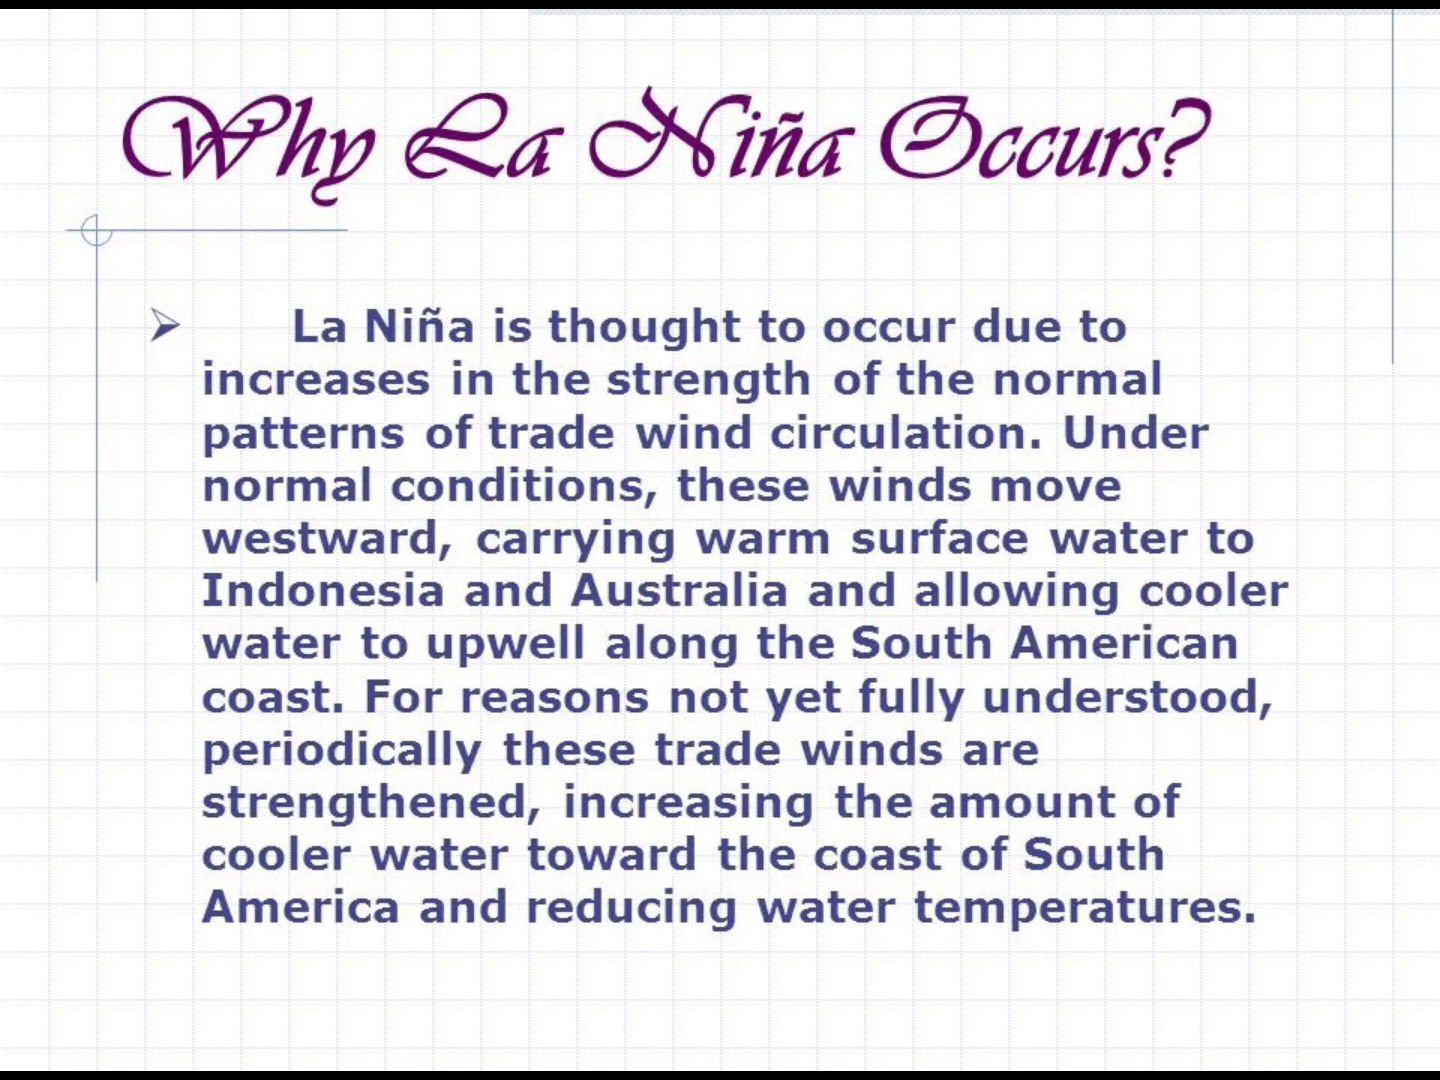 Why La Niña Occurs?
La Niña is thought to occur due to
increases in the strength of the normal
patterns of trade wind circulation. Under
normal conditions, these winds move
westward, carrying warm surface water to
Indonesia and Australia and allowing cooler
water to upwell along the South American
coast. For reasons not yet fully understood,
periodically these trade winds are
strengthened, increasing the amount of
cooler water toward the coast of South
America and reducing water temperatures.